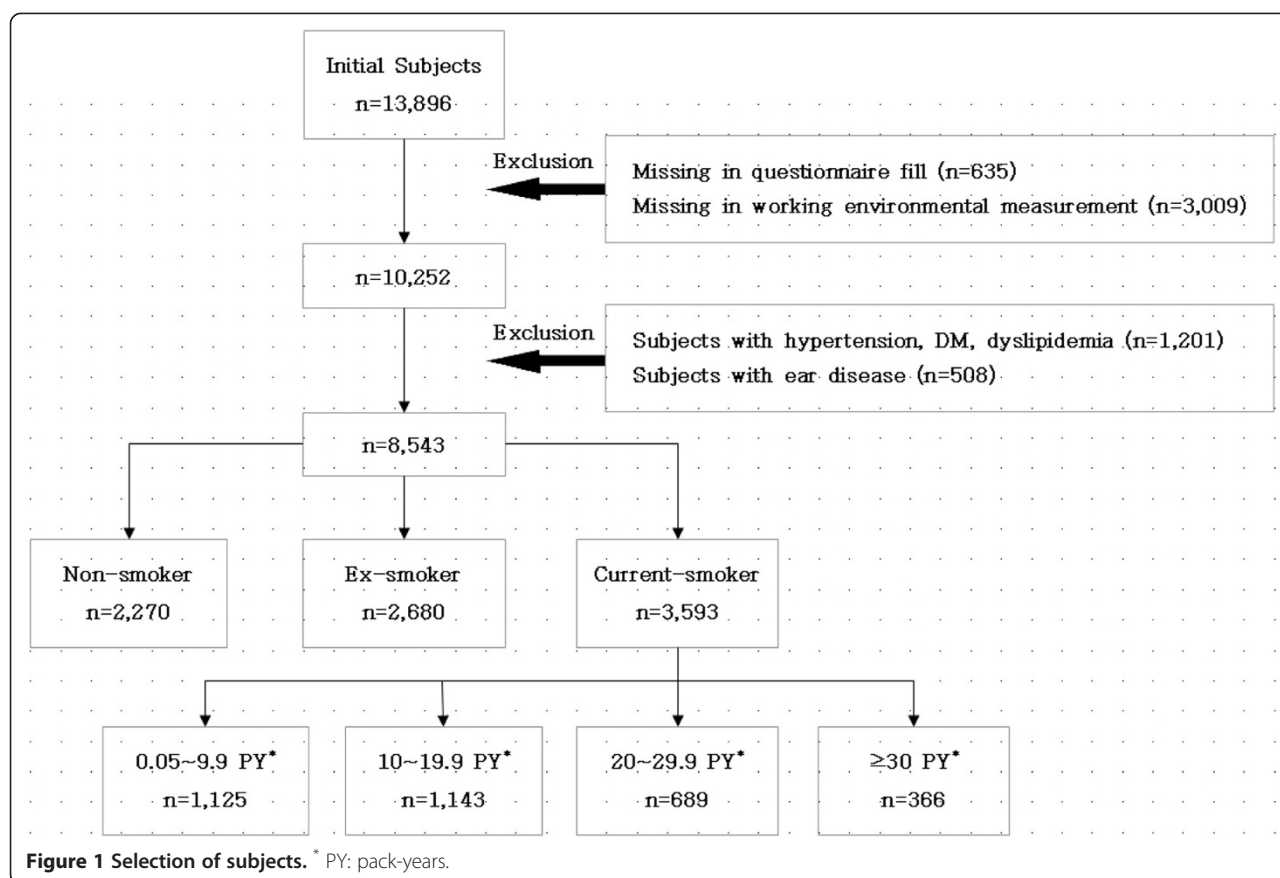 Initial Subjects
n=13,896
Exclusion
Missing in questionnaire fill (n=635)
Missing in working environmental measurement (n=3,009)
n=10,252
Exclusion
Subjects with hypertension, DM, dyslipidemia (n=1,201)
Subjects with ear disease (n=508)
n=8,543
Non-smoker
n=2,270
Ex-smoker
n=2,680
Current-smoker
n=3,593
0.05~9.9 PY*
n=1,125
10~19.9 PY*
n=1,143
20~29.9 PY*
n=689
≥30 PY*
n=366
Figure 1 Selection of subjects. * PY: pack-years.